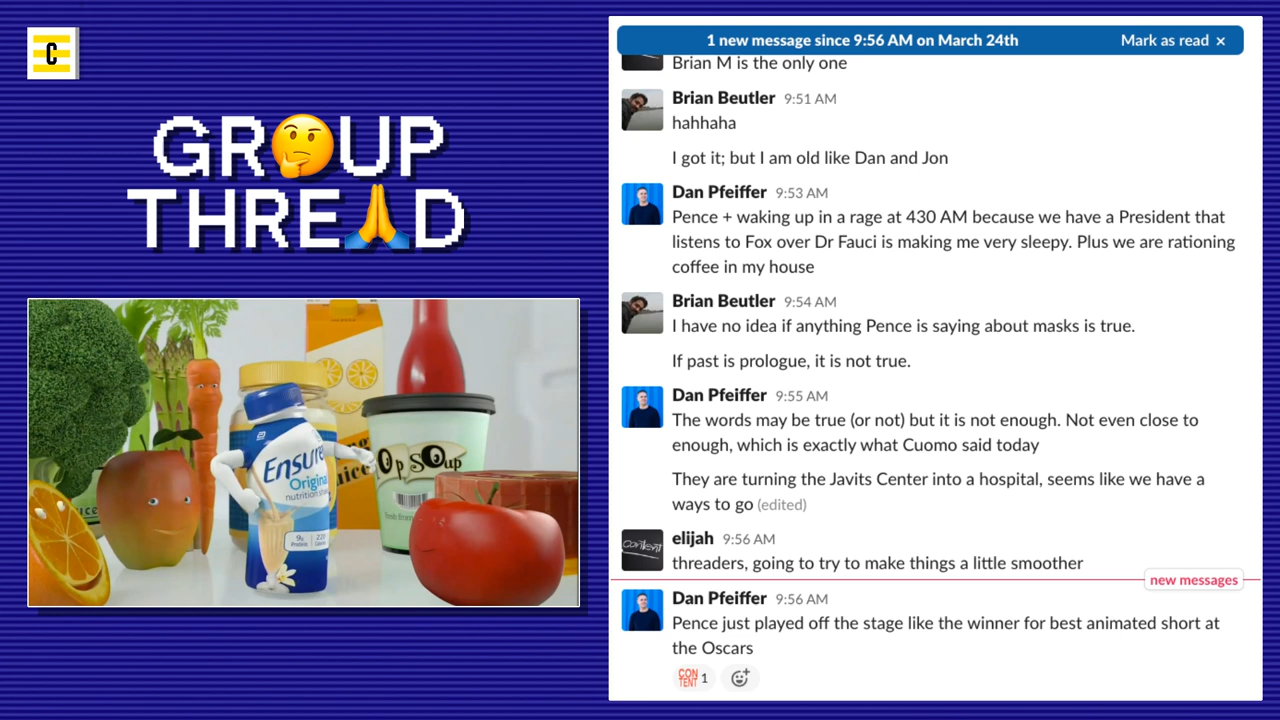 C
GR🤔UP
THRE🙏D
Ensure
Original
nutrition
9g
Protein
Op SOup
1 new message since 9:56 AM on March 24th
Mark as read ×
Brian M is the only one
Brian Beutler 9:51 AM
hahhaha
I got it; but I am old like Dan and Jon
Dan Pfeiffer 9:53 AM
Pence + waking up in a rage at 430 AM because we have a President that
listens to Fox over Dr Fauci is making me very sleepy. Plus we are rationing
coffee in my house
Brian Beutler 9:54 AM
I have no idea if anything Pence is saying about masks is true.
If past is prologue, it is not true.
Dan Pfeiffer 9:55 AM
The words may be true (or not) but it is not enough. Not even close to
enough, which is exactly what Cuomo said today
They are turning the Javits Center into a hospital, seems like we have a
ways to go (edited)
content
elijah 9:56 AM
threaders, going to try to make things a little smoother
new messages
Dan Pfeiffer 9:56 AM
Pence just played off the stage like the winner for best animated short at
the Oscars
CON
TENT 1